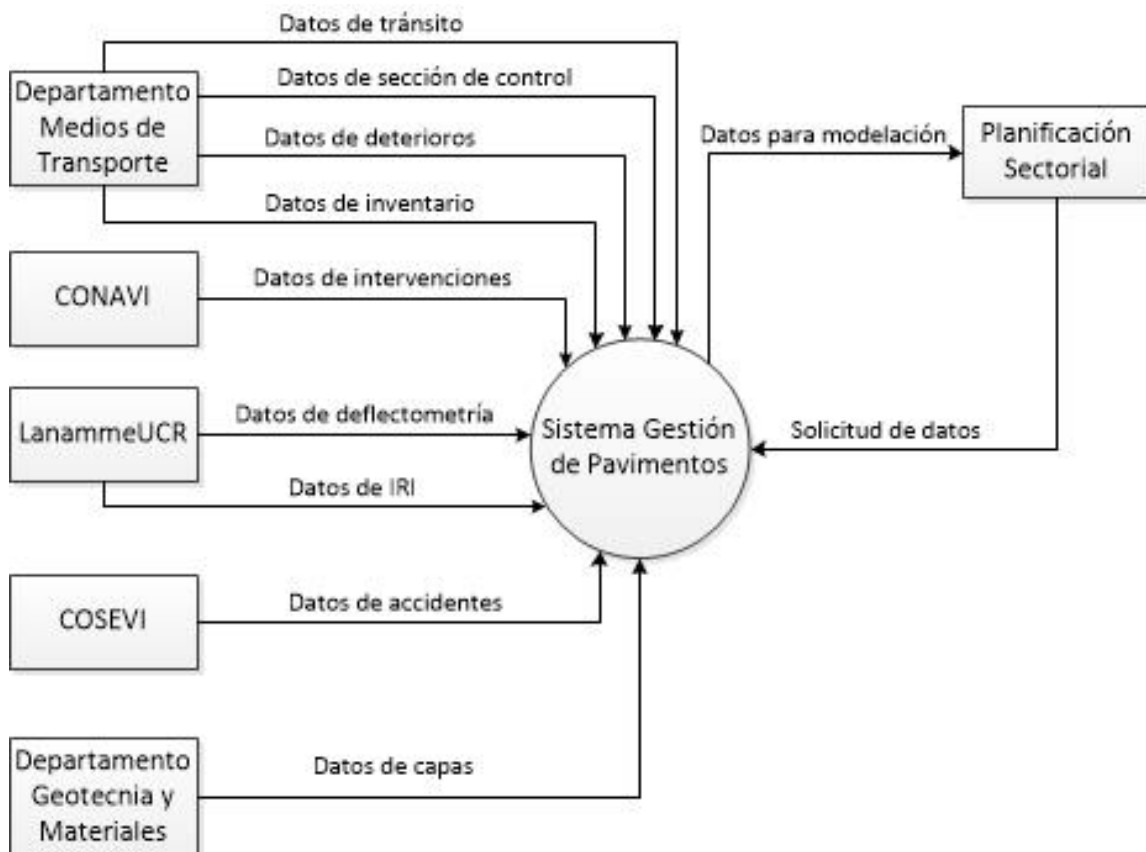 Datos de tránsito
Datos de sección de control
Departamento
Medios de
Transporte
Datos de deterioros
Datos de inventario
Datos para modelación
Planificación
Sectorial
CONAVI
Datos de intervenciones
LanammeUCR
Datos de deflectometría
Sistema Gestión
de Pavimentos
Solicitud de datos
Datos de IRI
COSEVI
Datos de accidentes
Departamento
Geotecnia y
Materiales
Datos de capas